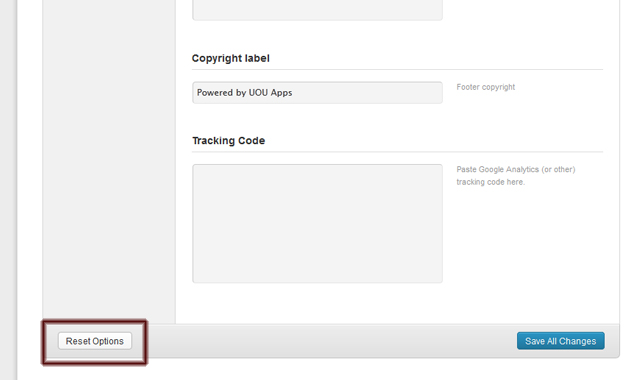 Copyright label
Powered by UOU Apps
Footer copyright
Tracking Code
Paste Google Analytics (or other)
tracking code here.
Reset Options
Save All Changes